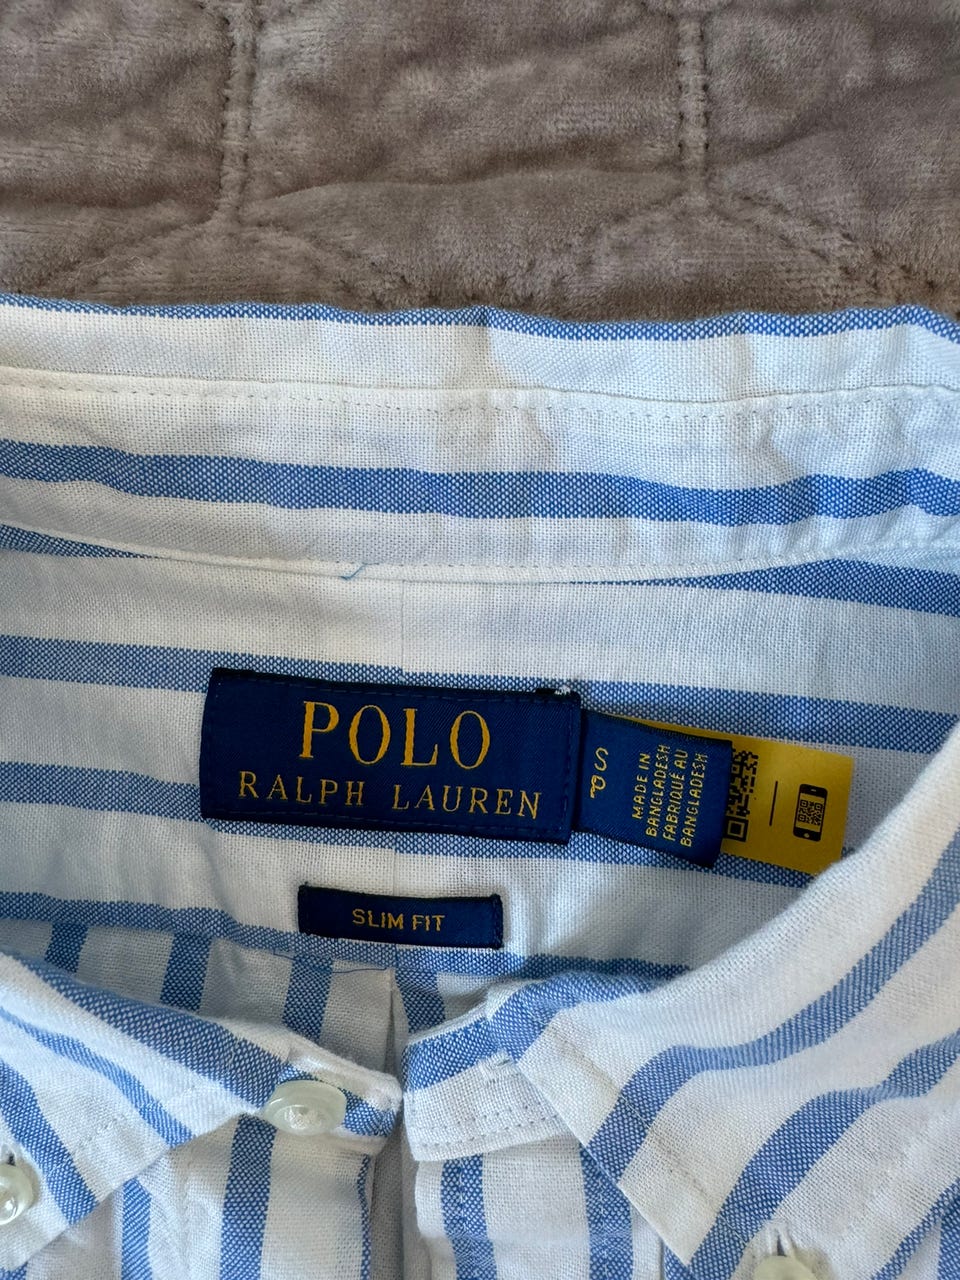 POLO
RALPH LAUREN
S
P
MADE IN
BANGLADESH
FABRIQUÉ AU
BANGLADESH
SLIM FIT